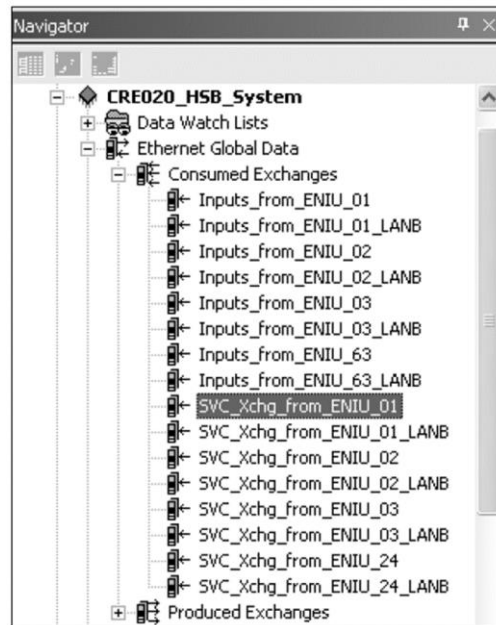 Navigator
CRE020_HSB_System
Data Watch Lists
Ethernet Global Data
Consumed Exchanges
Inputs_from_ENIU_01
Inputs_from_ENIU_01_LANB
Inputs_from_ENIU_02
Inputs_from_ENIU_02_LANB
Inputs_from_ENIU_03
Inputs_from_ENIU_03_LANB
Inputs_from_ENIU_63
Inputs_from_ENIU_63_LANB
SVC_Xchg_from_ENIU_01
SVC_Xchg_from_ENIU_01_LANB
SVC_Xchg_from_ENIU_02
SVC_Xchg_from_ENIU_02_LANB
SVC_Xchg_from_ENIU_03
SVC_Xchg_from_ENIU_03_LANB
SVC_Xchg_from_ENIU_24
SVC_Xchg_from_ENIU_24_LANB
Produced Exchanges